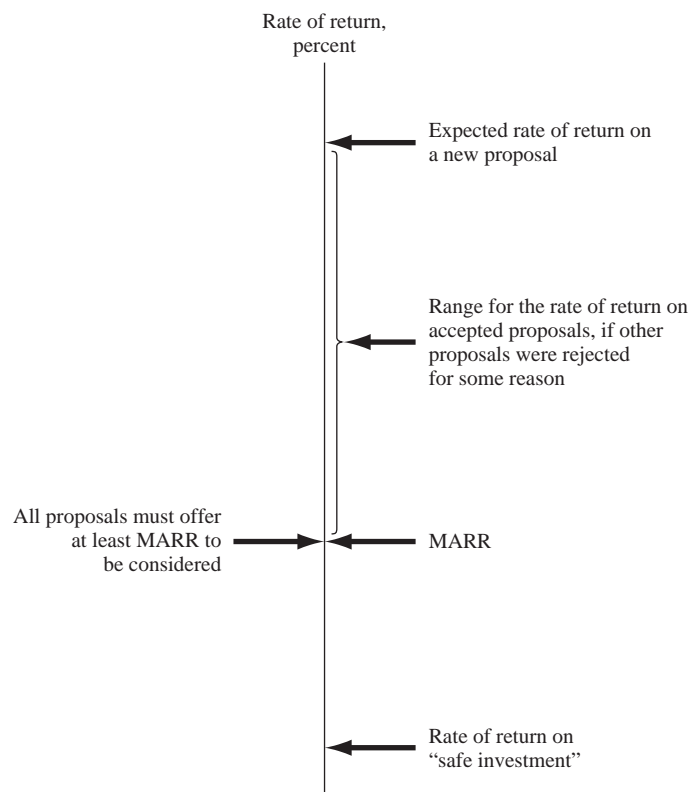 Rate of return,
percent
Expected rate of return on
a new proposal
Range for the rate of return on
accepted proposals, if other
proposals were rejected
for some reason
All proposals must offer
at least MARR to
be considered
MARR
Rate of return on
“safe investment”